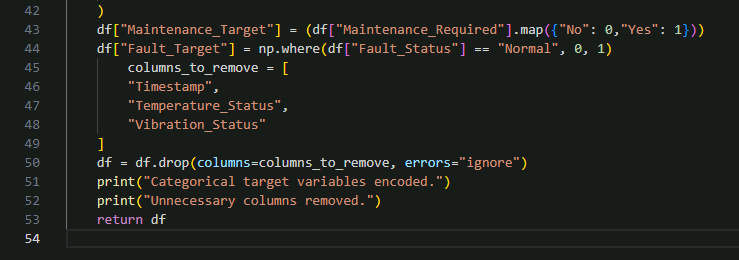 42 )
43 df["Maintenance_Target"] = (df["Maintenance_Required"].map({"No": 0,"Yes": 1}))
44 df["Fault_Target"] = np.where(df["Fault_Status"] == "Normal", 0, 1)
45 columns_to_remove = [
46 "Timestamp",
47 "Temperature_Status",
48 "Vibration_Status"
49 ]
50 df = df.drop(columns=columns_to_remove, errors="ignore")
51 print("Categorical target variables encoded.")
52 print("Unnecessary columns removed.")
53 return df
54